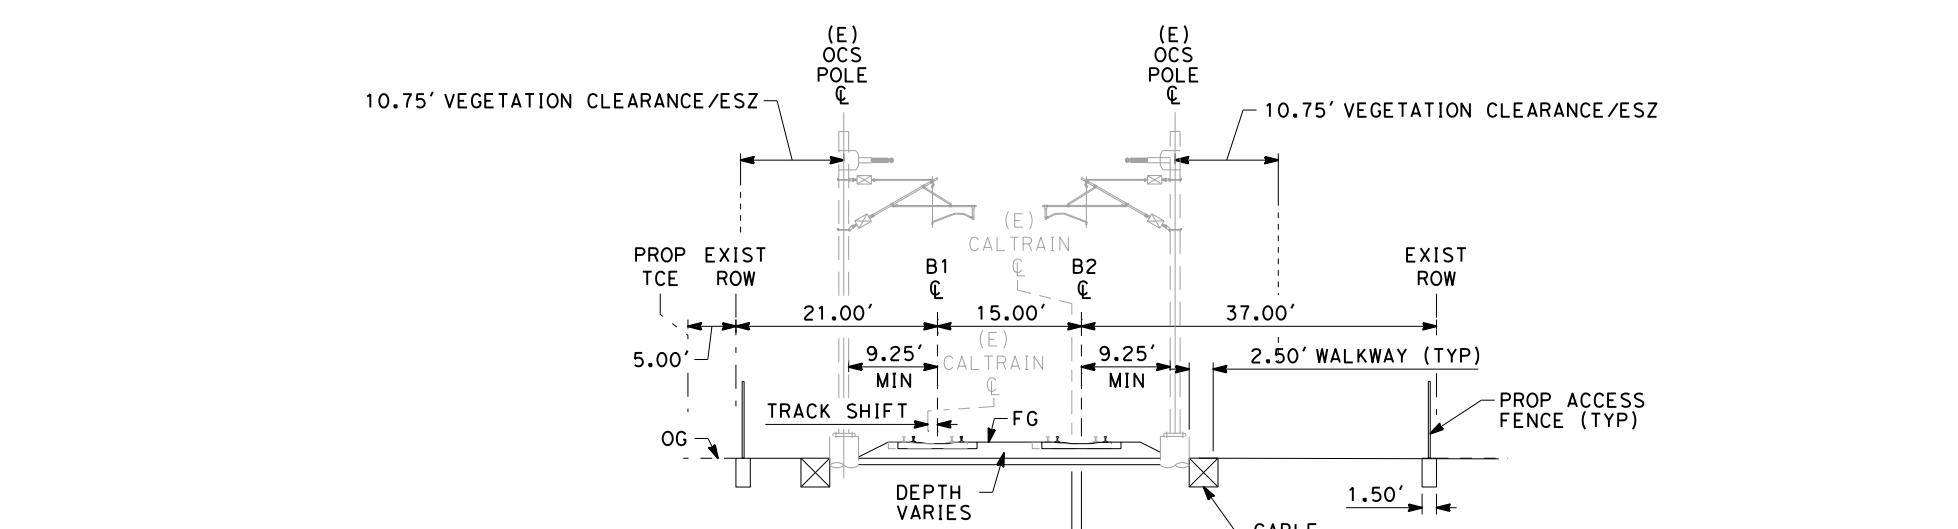 (E)
OCS
POLE
℄
(E)
OCS
POLE
℄
10.75' VEGETATION CLEARANCE/ESZ
10.75' VEGETATION CLEARANCE/ESZ
(E)
CALTRAIN
℄
PROP
TCE
EXIST
ROW
B1
℄
B2
℄
EXIST
ROW
21.00'
15.00'
37.00'
5.00'
9.25'
MIN
(E)
CALTRAIN
℄
9.25'
MIN
2.50' WALKWAY (TYP)
TRACK SHIFT
FG
PROP ACCESS
FENCE (TYP)
OG
DEPTH
VARIES
1.50'
CABLE